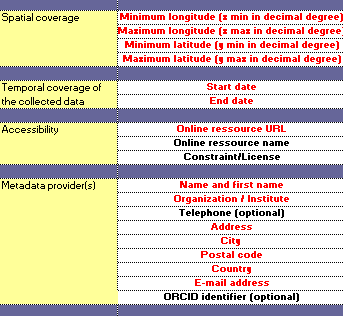 Spatial coverage
Minimum longitude (x min in decimal degree)
Maximum longitude (x max in decimal degree
Minimum latitude (y min in decimal degree)
Maximum latitude (y max in decimal degree)
Temporal coverage of
the collected data
Start date
End date
Accessibility
Online ressource URL
Online ressource name
Constraint/License
Metadata provider(s)
Name and first name
Organization / Institute
Telephone (optional)
Address
City
Postal code
Country
E-mail address
ORCID identifier (optional)